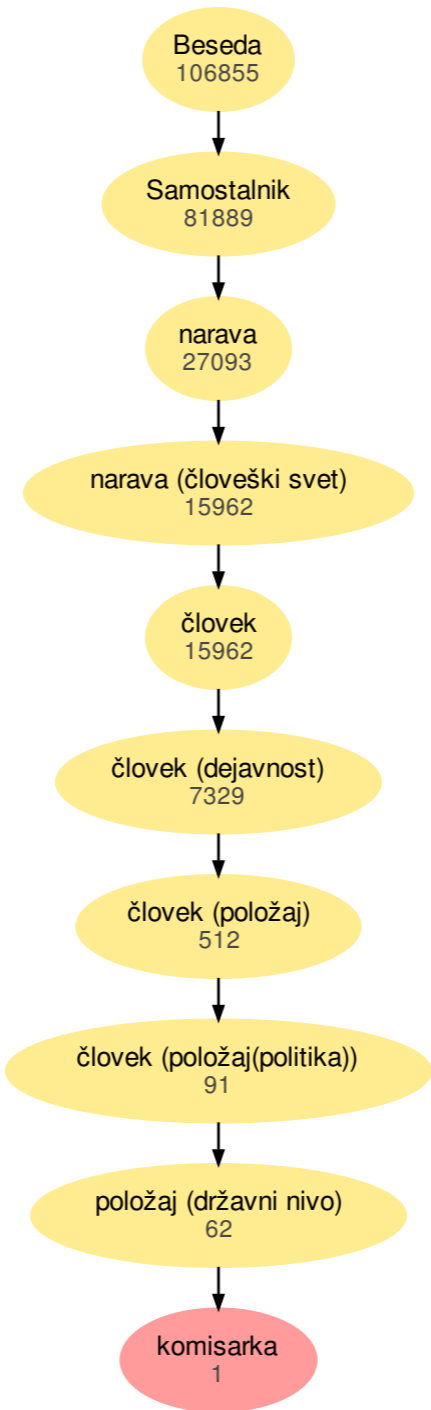 Beseda
106855
Samostalnik
81889
narava
27093
narava (človeški svet)
15962
človek
15962
človek (dejavnost)
7329
človek (položaj)
512
človek (položaj(politika))
91
položaj (državni nivo)
62
komisarka
1